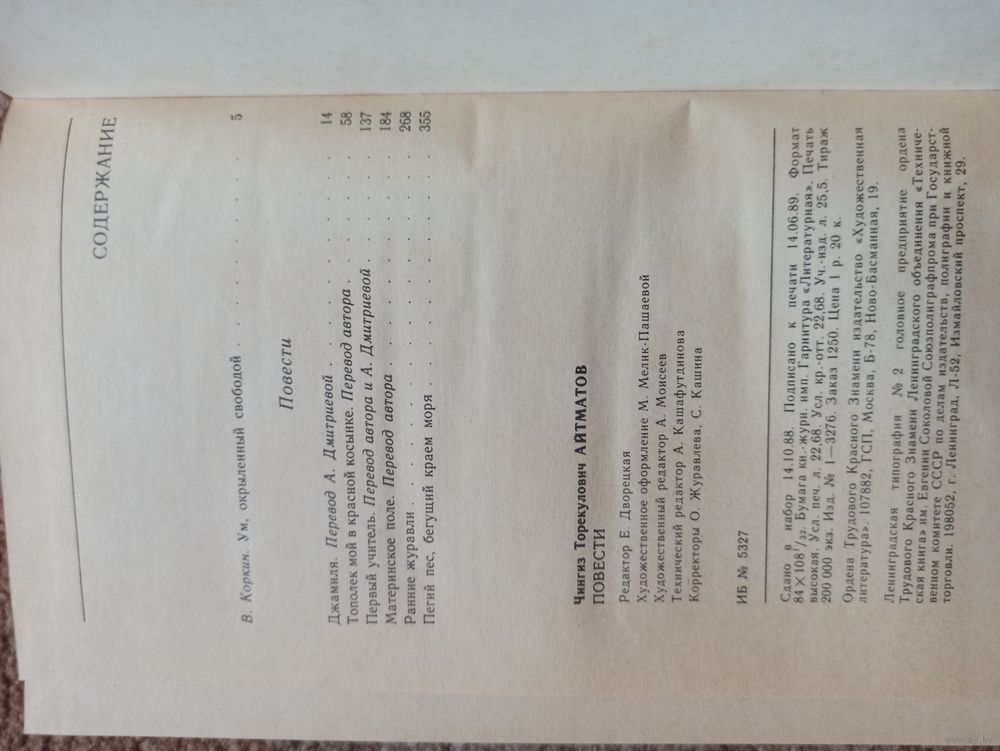 СОДЕРЖАНИЕ
В. Коркин. Ум, окрыленный свободой . . . . . . . . . . 5
Повести
Джамиля. Перевод А. Дмитриевой . . . . . . . . . . 14
Тополек мой в красной косынке. Перевод автора . . . . . 58
Первый учитель. Перевод автора и А. Дмитриевой . . . . . 137
Материнское поле. Перевод автора . . . . . . . . . . 184
Ранние журавли . . . . . . . . . . . . . . 268
Пегий пес, бегущий краем моря . . . . . . . . . . 355
Чингиз Торекулович АЙТМАТОВ
ПОВЕСТИ
Редактор Е. Дворецкая
Художественное оформление М. Мелик-Пашаевой
Художественный редактор А. Моисеев
Технический редактор А. Кашафутдинова
Корректоры О. Журавлева, С. Кашина
ИБ № 5327
Сдано в набор 14.10.88. Подписано к печати 14.06.89. Формат
84×108¹/₃₂. Бумага кн.-журн. имп. Гарнитура «Литературная». Печать
высокая. Усл. печ. л. 22,68. Усл. кр.-отт. 22,68. Уч.-изд. л. 25,5. Тираж
200 000 экз. Изд. № I—3276. Заказ 1250. Цена 1 р. 20 к.
Ордена Трудового Красного Знамени издательство «Художественная
литература». 107882, ГСП, Москва, Б-78, Ново-Басманная, 19.
Ленинградская типография № 2 головное предприятие ордена
Трудового Красного Знамени Ленинградского объединения «Техниче-
ская книга» им. Евгении Соколовой Союзполиграфпрома при Государст-
венном комитете СССР по делам издательств, полиграфии и книжной
торговли. 198052, г. Ленинград, Л-52, Измайловский проспект, 29.